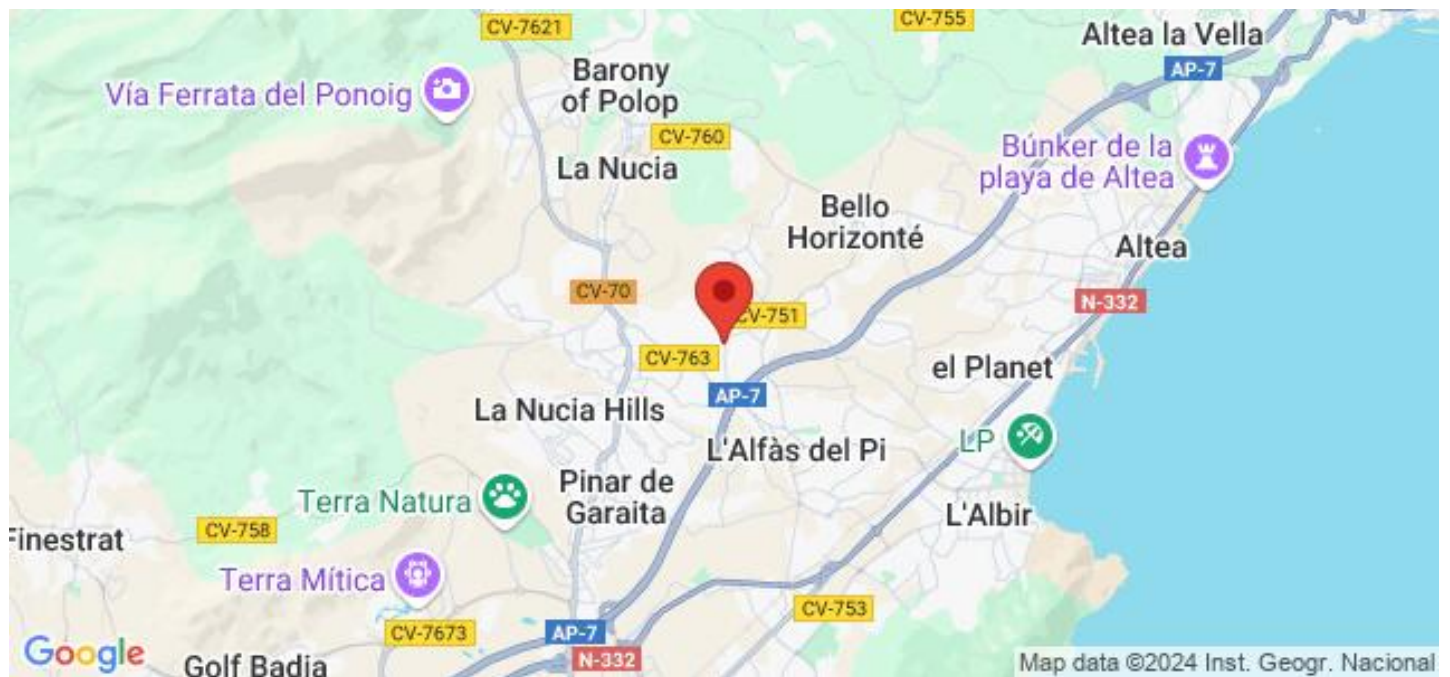 CV-7621
CV-755
Altea la Vella
AP-7
Barony
of Polop
Vía Ferrata del Ponoig
CV-760
La Nucia
Búnker de la
playa de Altea
Bello
Horizonté
Altea
CV-70
N-332
CV-751
CV-763
el Planet
AP-7
La Nucia Hills
L'Alfàs del Pi
LP
Terra Natura
Pinar de
Garaita
L'Albir
CV-758
Finestrat
Terra Mítica
CV-753
CV-7673
AP-7
N-332
Google
Golf Badia
Map data ©2024 Inst. Geogr. Nacional